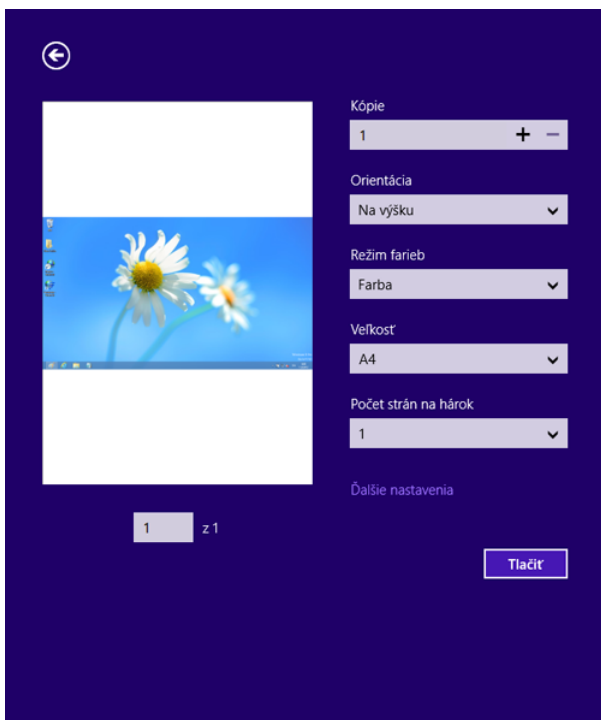 Kópie
1
Orientácia
Na výšku
Režim farieb
Farba
Veľkosť
A4
Počet strán na hárok
1
Ďalšie nastavenia
1 z 1
Tlačiť